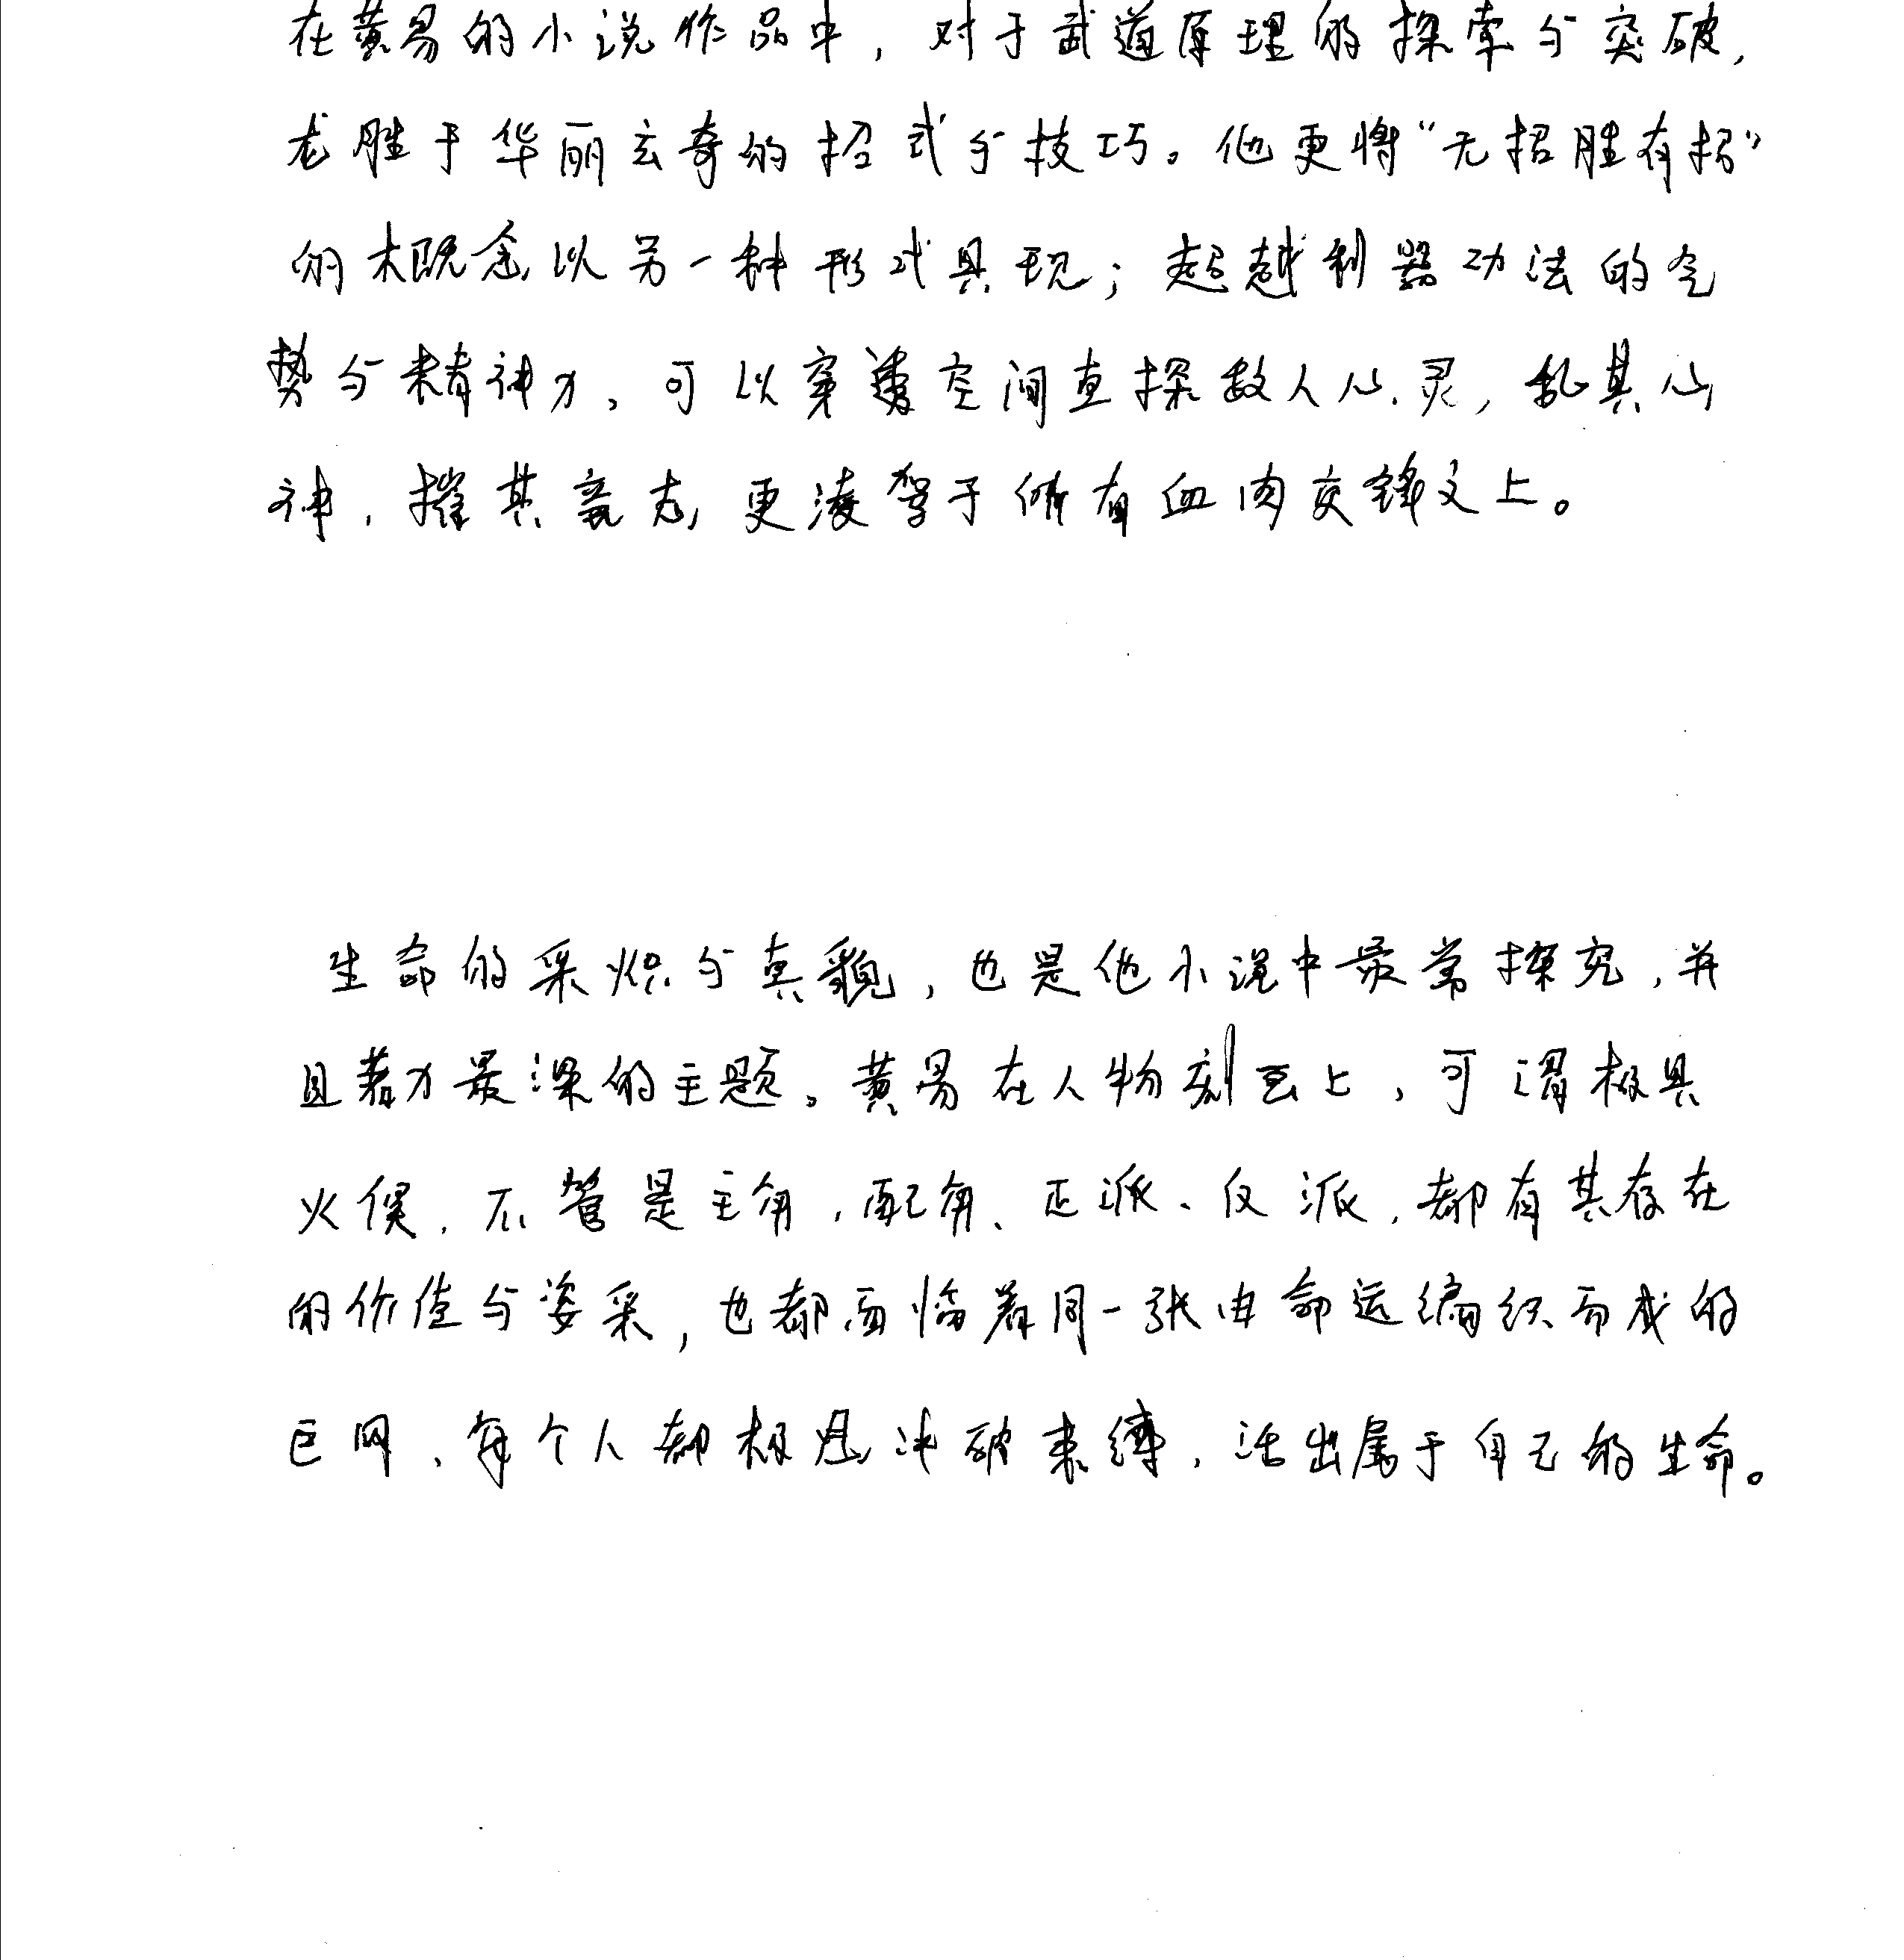 在黄易的小说作品中，对于武道原理的探索与突破，
尤胜于华丽玄奇的招式与技巧。他更将“无招胜有招”
的概念以另一种形式具现；超越利器功法的气
势与精神力，可以穿透空间直探敌人心灵，乱其心
神，摧其意志，更凌驾于所有血肉交锋之上。
生命的采炽与真貌，也是他小说中最常探究，并
且着力最深的主题。黄易在人物刻画上，可谓极具
火候，不管是主角，配角、正派、反派，都有其存在
的价值与姿采，也都面临着同一张由命运编织而成的
巨网，每个人都极思冲破束缚，活出属于自己的生命。